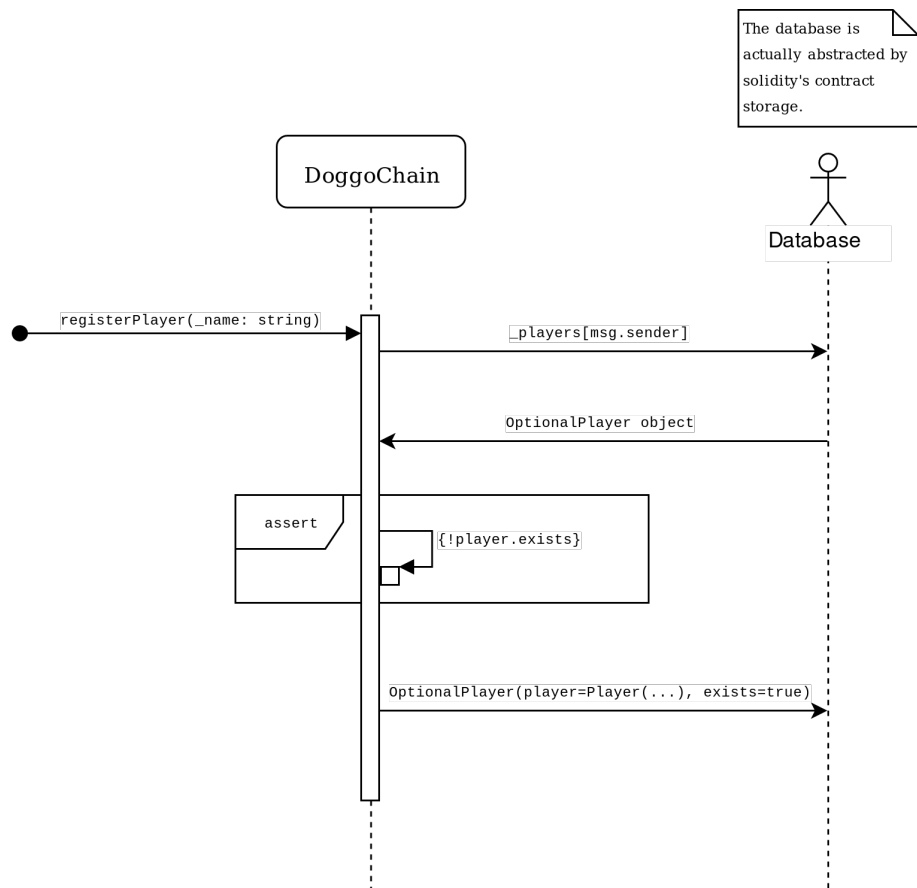 The database is
actually abstracted by
solidity's contract
storage.
DoggoChain
Database
registerPlayer(_name: string)
_players[msg.sender]
OptionalPlayer object
assert
{!player.exists}
OptionalPlayer(player=Player(...), exists=true)